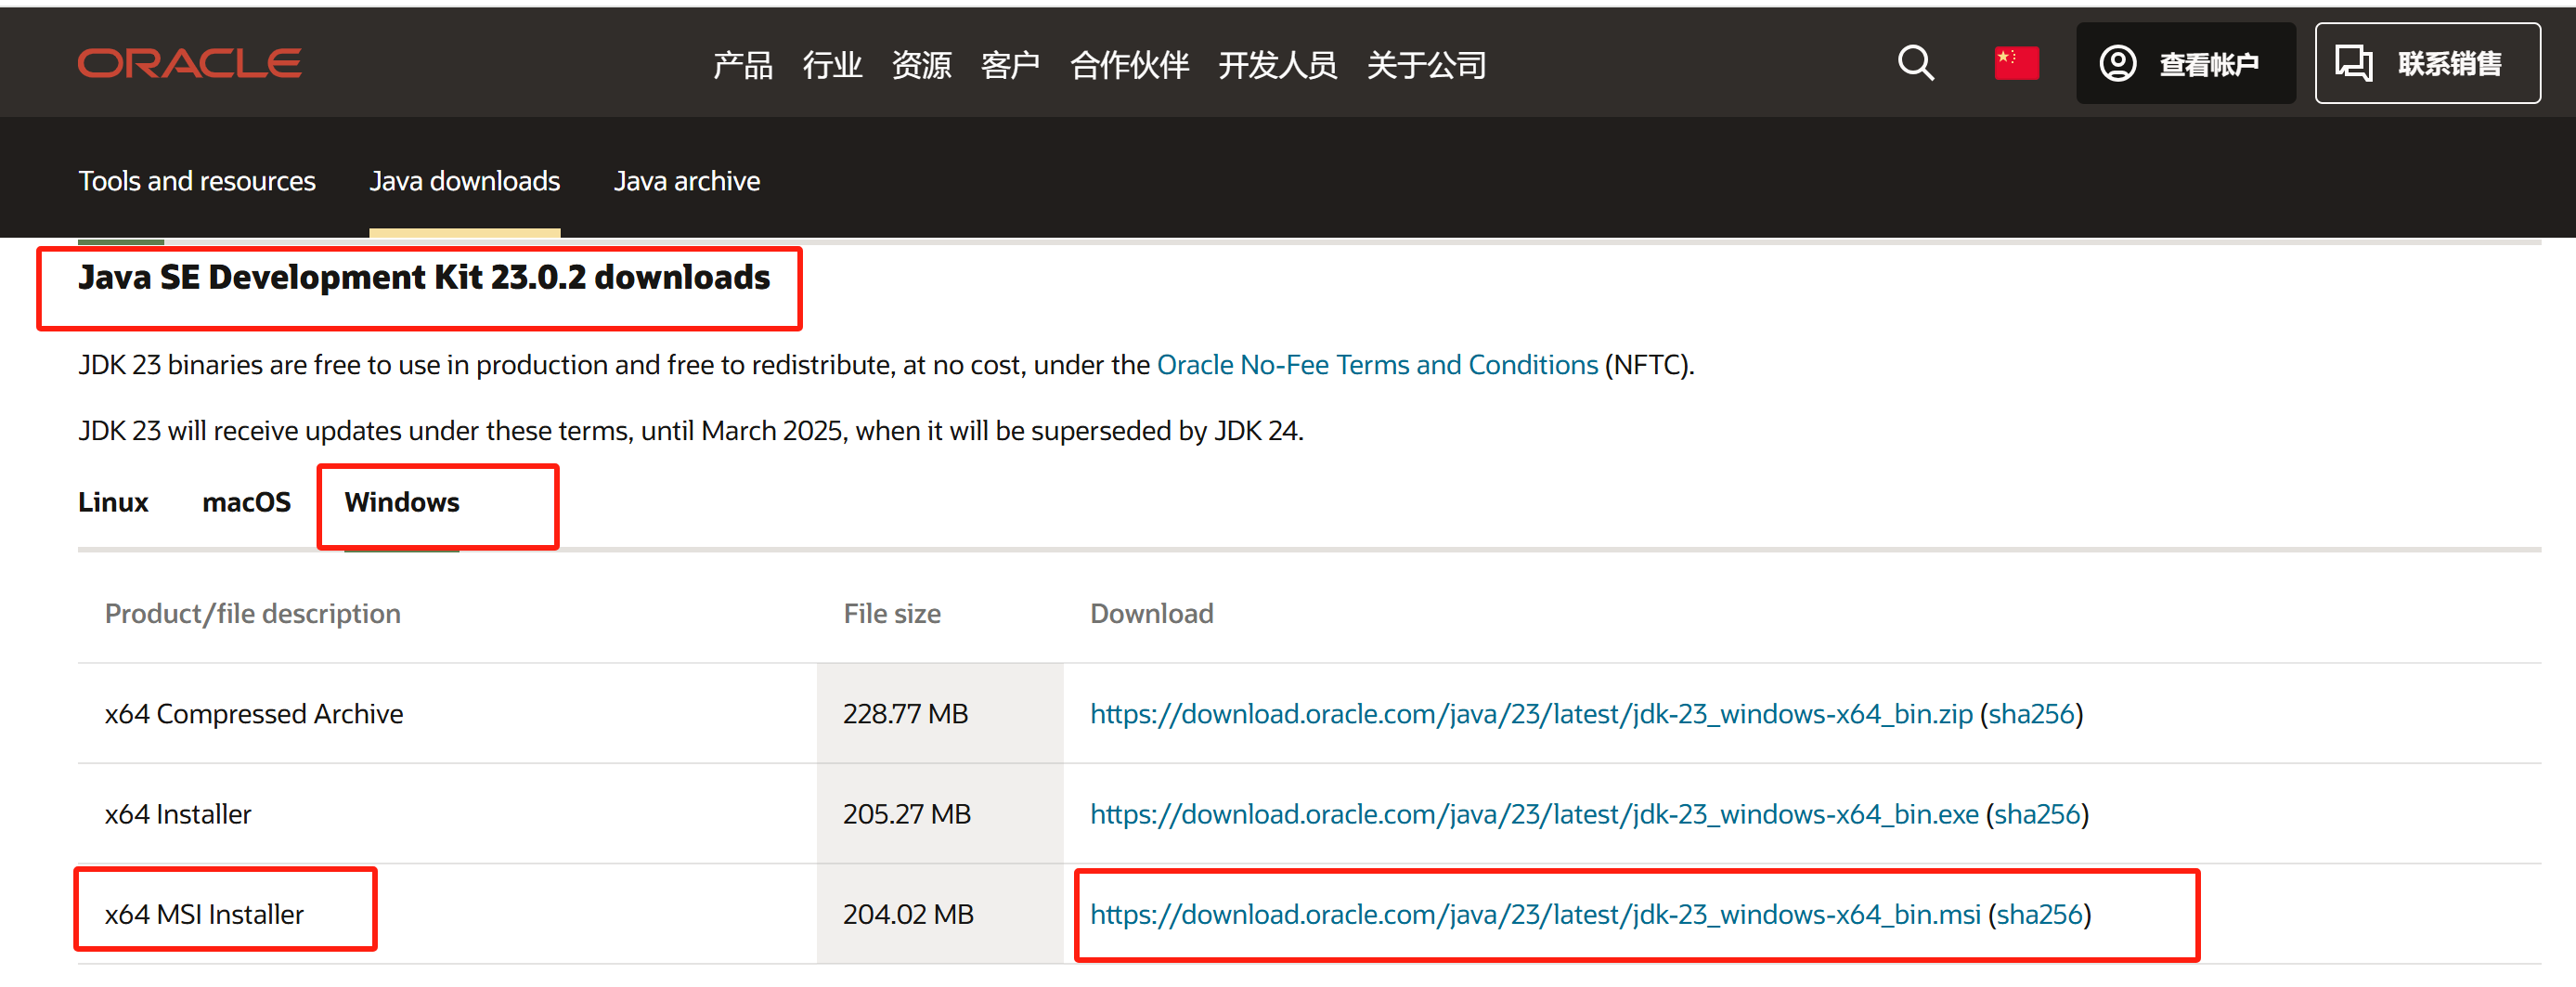 ORACLE 产品 行业 资源 客户 合作伙伴 开发人员 关于公司 查看帐户 联系销售
Tools and resources Java downloads Java archive
Java SE Development Kit 23.0.2 downloads
JDK 23 binaries are free to use in production and free to redistribute, at no cost, under the Oracle No-Fee Terms and Conditions (NFTC).
JDK 23 will receive updates under these terms, until March 2025, when it will be superseded by JDK 24.
Linux macOS Windows
Product/file description File size Download
x64 Compressed Archive 228.77 MB https://download.oracle.com/java/23/latest/jdk-23_windows-x64_bin.zip (sha256)
x64 Installer 205.27 MB https://download.oracle.com/java/23/latest/jdk-23_windows-x64_bin.exe (sha256)
x64 MSI Installer 204.02 MB https://download.oracle.com/java/23/latest/jdk-23_windows-x64_bin.msi (sha256)